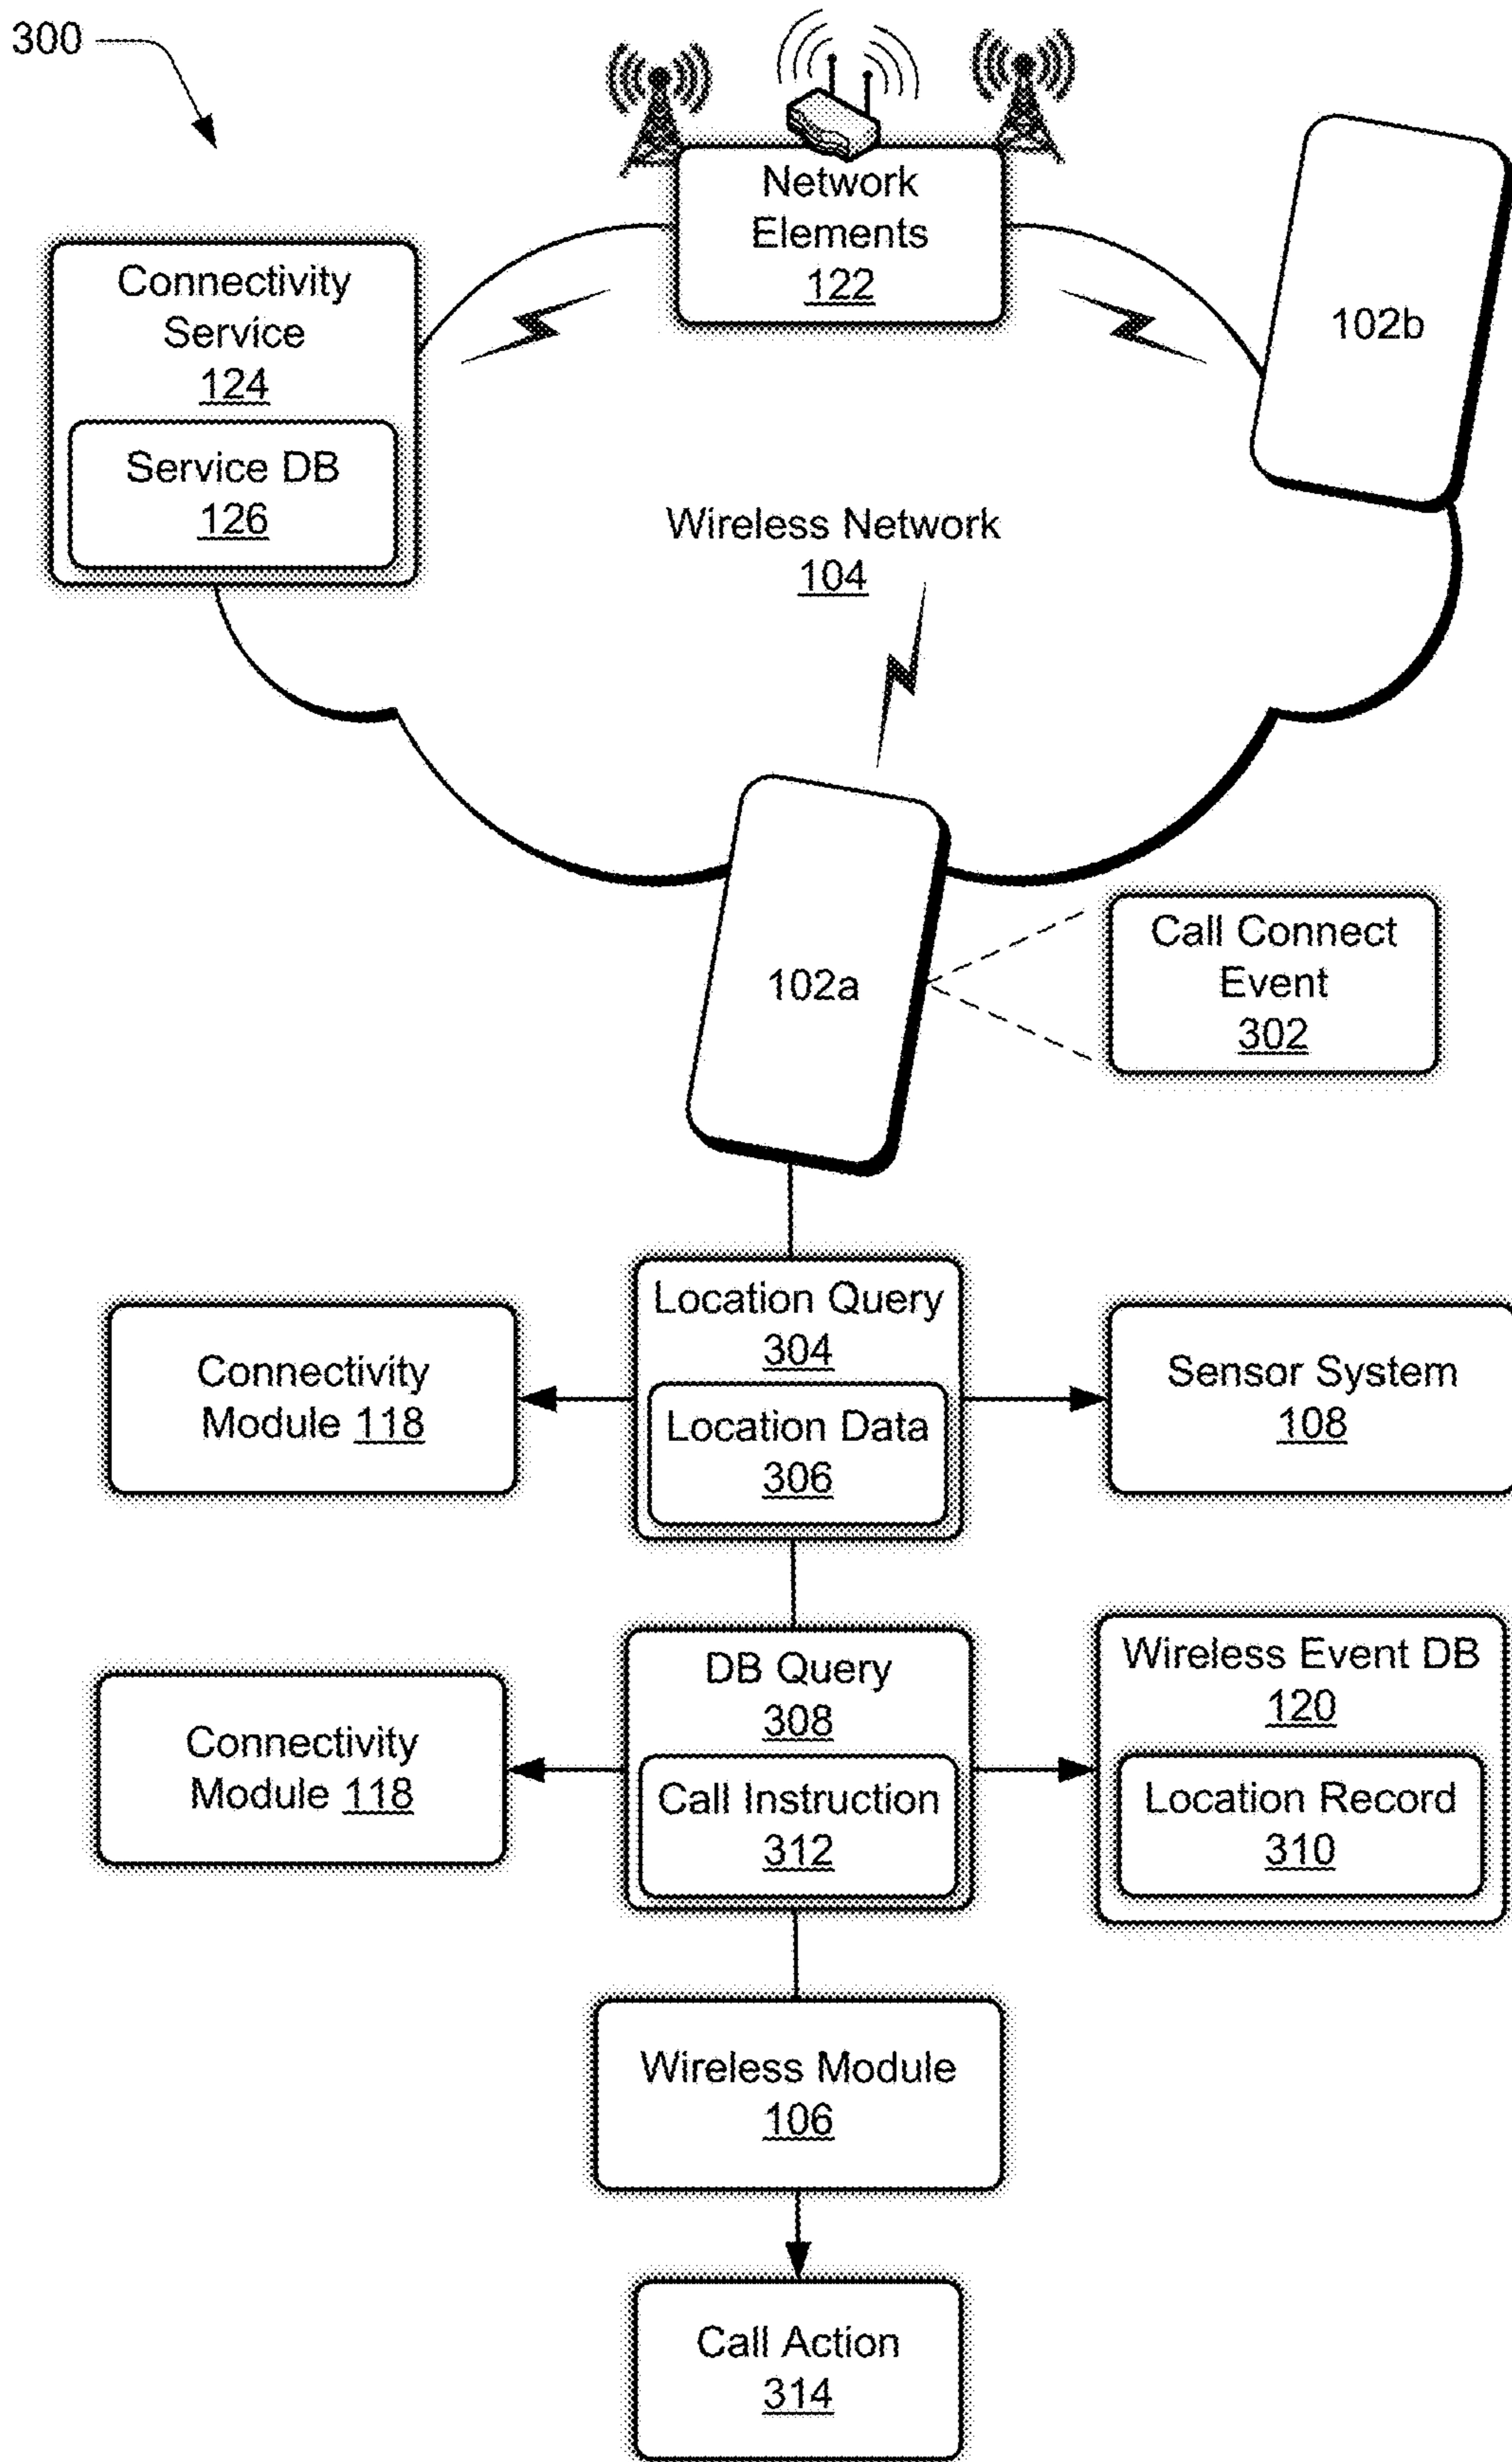 300
Network
Elements
122
Connectivity
Service
124
Service DB
126
102b
Wireless Network
104
102a
Call Connect
Event
302
Location Query
304
Location Data
306
Connectivity
Module 118
Sensor System
108
DB Query
308
Call Instruction
312
Connectivity
Module 118
Wireless Event DB
120
Location Record
310
Wireless Module
106
Call Action
314